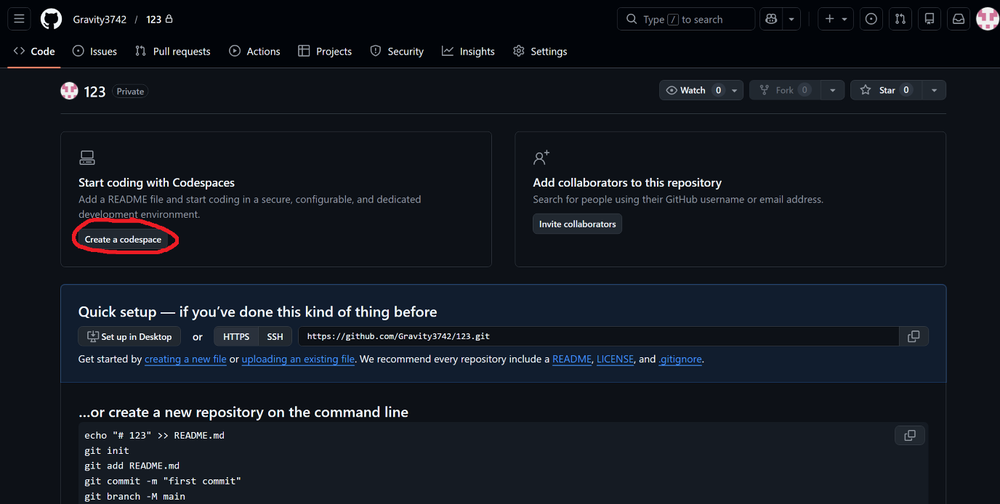 Gravity3742 / 123
Type / to search
Code Issues Pull requests Actions Projects Security Insights Settings
123 Private
Watch 0 Fork 0 Star 0
Start coding with Codespaces
Add a README file and start coding in a secure, configurable, and dedicated
development environment.
Create a codespace
Add collaborators to this repository
Search for people using their GitHub username or email address.
Invite collaborators
Quick setup — if you’ve done this kind of thing before
Set up in Desktop or HTTPS SSH https://github.com/Gravity3742/123.git
Get started by creating a new file or uploading an existing file. We recommend every repository include a README, LICENSE, and .gitignore.
…or create a new repository on the command line
echo "# 123" >> README.md
git init
git add README.md
git commit -m "first commit"
git branch -M main